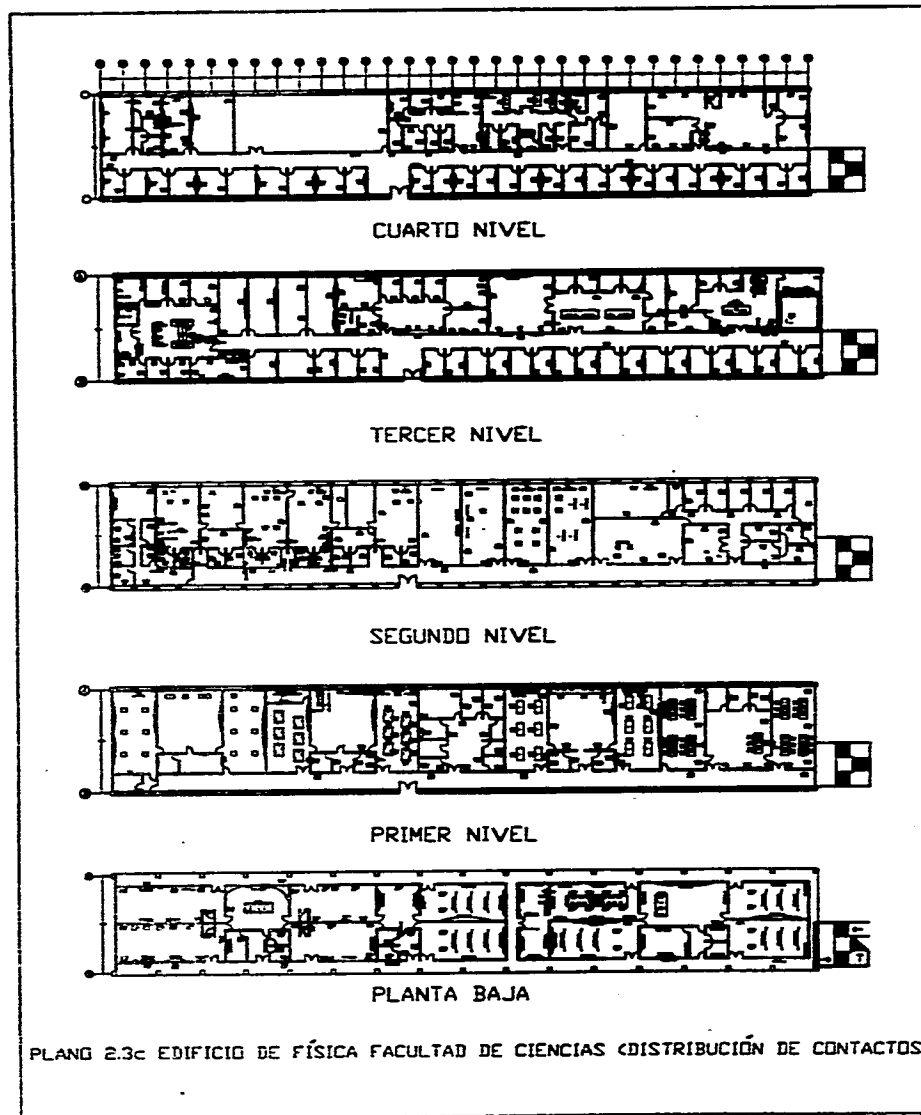 CUARTO NIVEL
TERCER NIVEL
SEGUNDO NIVEL
PRIMER NIVEL
PLANTA BAJA
PLANO 2.3c EDIFICIO DE FÍSICA FACULTAD DE CIENCIAS (DISTRIBUCIÓN DE CONTACTOS